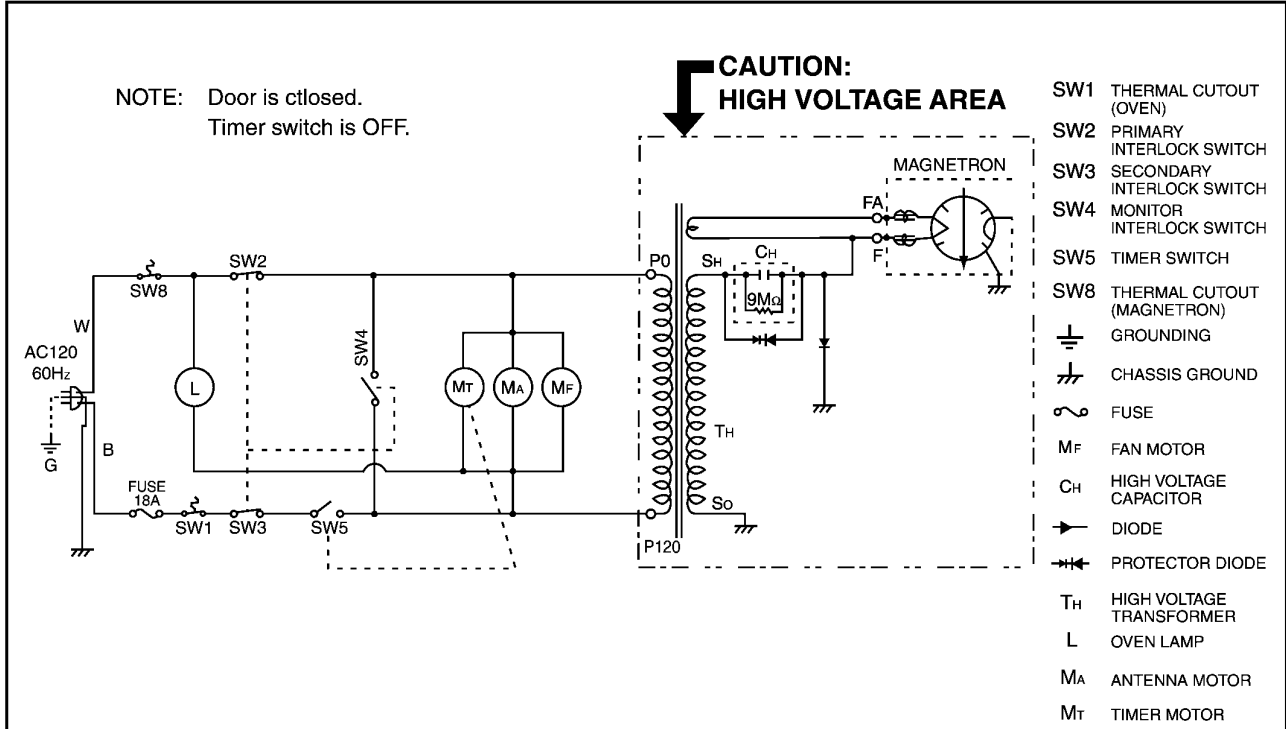 NOTE: Door is ctlosed.
Timer switch is OFF.
CAUTION:
HIGH VOLTAGE AREA
MAGNETRON
FA
F
SW8
SW2
W
AC120
60Hz
G
B
L
SW4
MT
MA
MF
FUSE
18A
SW1
SW3
SW5
P0
P120
SH
CH
9MΩ
TH
So
SW1 THERMAL CUTOUT
(OVEN)
SW2 PRIMARY
INTERLOCK SWITCH
SW3 SECONDARY
INTERLOCK SWITCH
SW4 MONITOR
INTERLOCK SWITCH
SW5 TIMER SWITCH
SW8 THERMAL CUTOUT
(MAGNETRON)
GROUNDING
CHASSIS GROUND
FUSE
MF FAN MOTOR
CH HIGH VOLTAGE
CAPACITOR
DIODE
PROTECTOR DIODE
TH HIGH VOLTAGE
TRANSFORMER
L OVEN LAMP
MA ANTENNA MOTOR
MT TIMER MOTOR